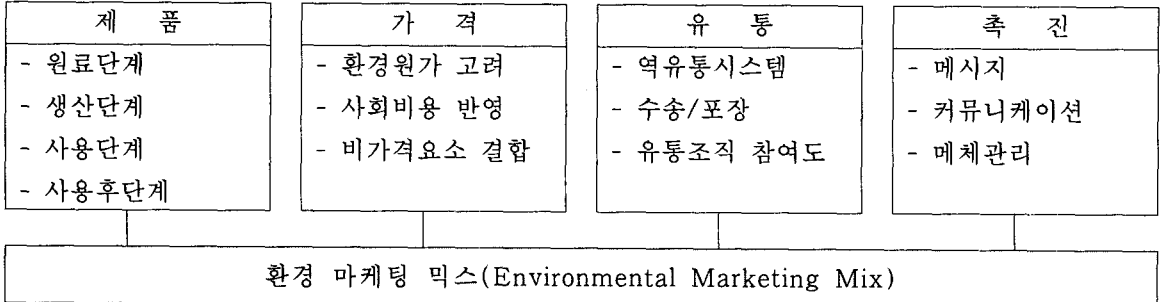 제 품
- 원료단계
- 생산단계
- 사용단계
- 사용후단계
가 격
- 환경원가 고려
- 사회비용 반영
- 비가격요소 결합
유 통
- 역유통시스템
- 수송/포장
- 유통조직 참여도
촉 진
- 메시지
- 커뮤니케이션
- 메체관리
환경 마케팅 믹스(Environmental Marketing Mix)